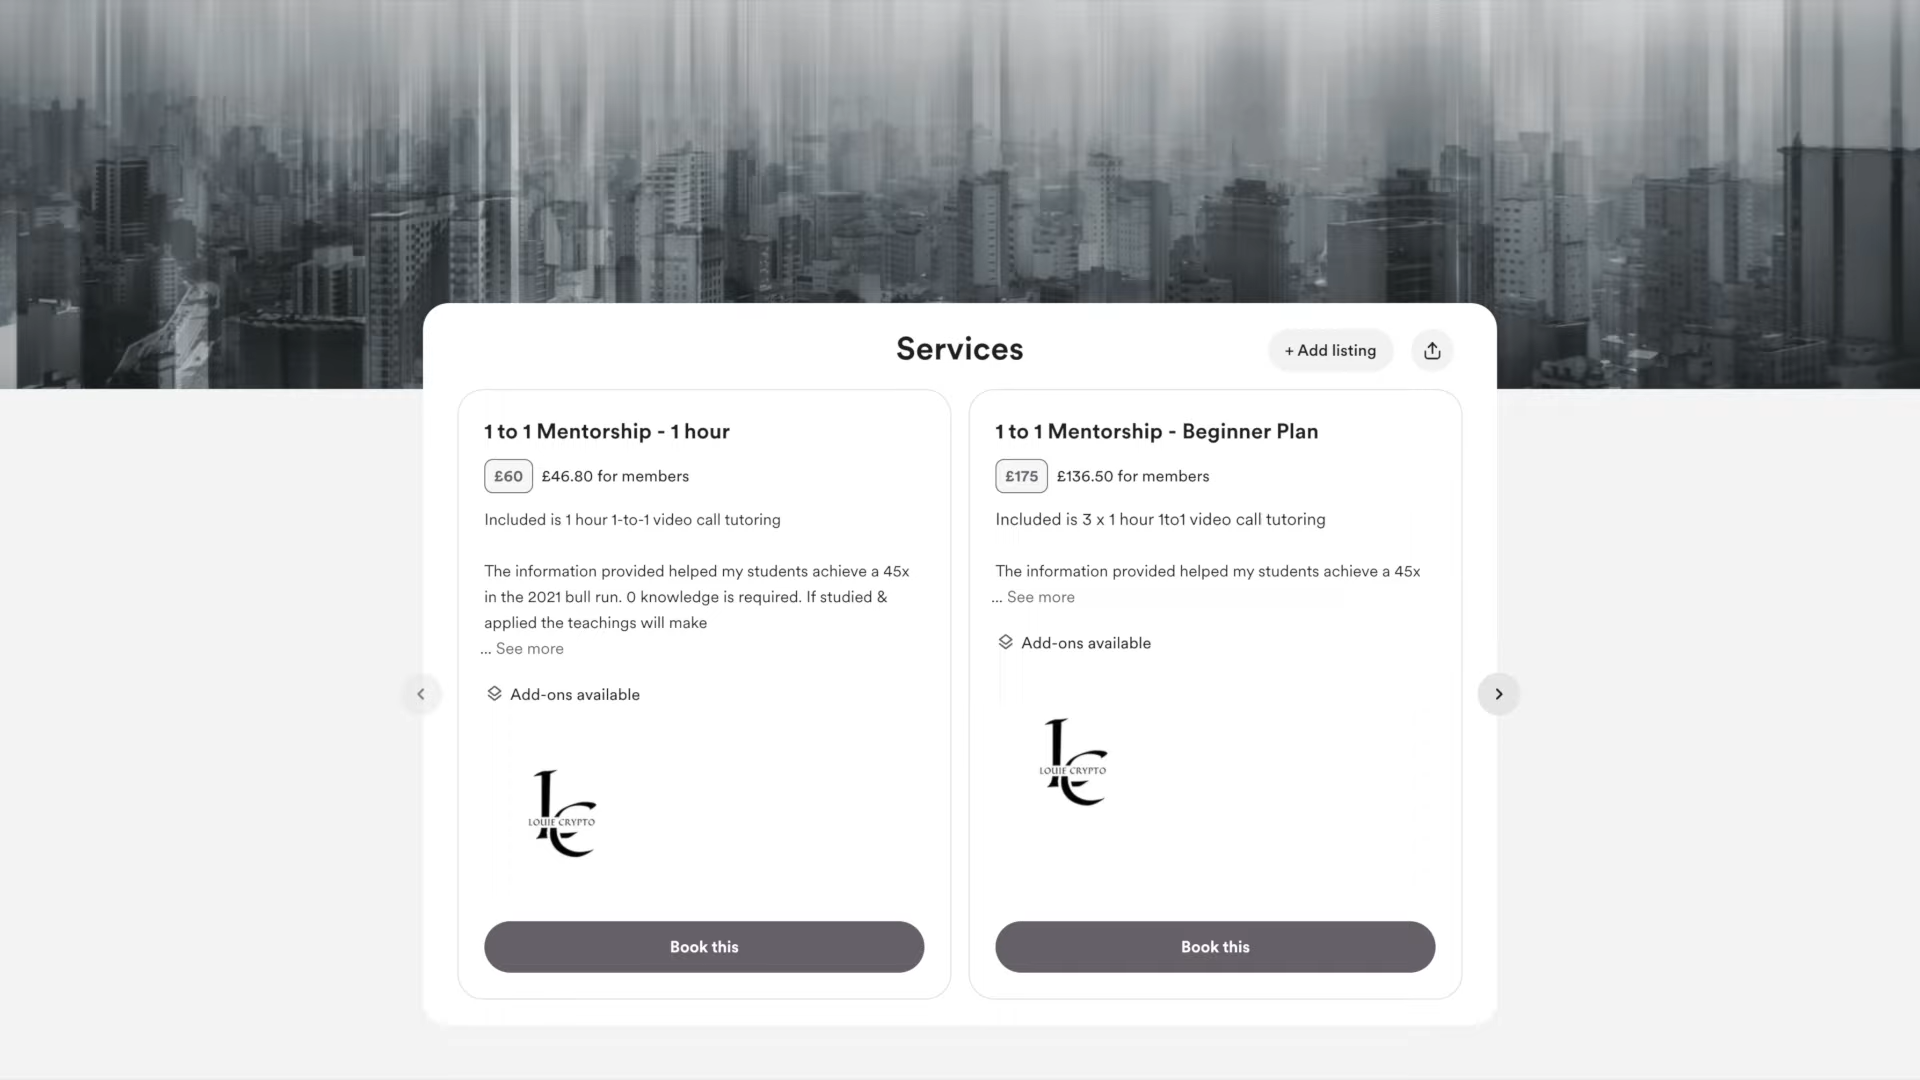 Services
+ Add listing
1 to 1 Mentorship - 1 hour
£60 £46.80 for members
Included is 1 hour 1-to-1 video call tutoring
The information provided helped my students achieve a 45x
in the 2021 bull run. 0 knowledge is required. If studied &
applied the teachings will make
... See more
Add-ons available
LC
LOUIE CRYPTO
Book this
1 to 1 Mentorship - Beginner Plan
£175 £136.50 for members
Included is 3 x 1 hour 1to1 video call tutoring
The information provided helped my students achieve a 45x
... See more
Add-ons available
LC
LOUIE CRYPTO
Book this